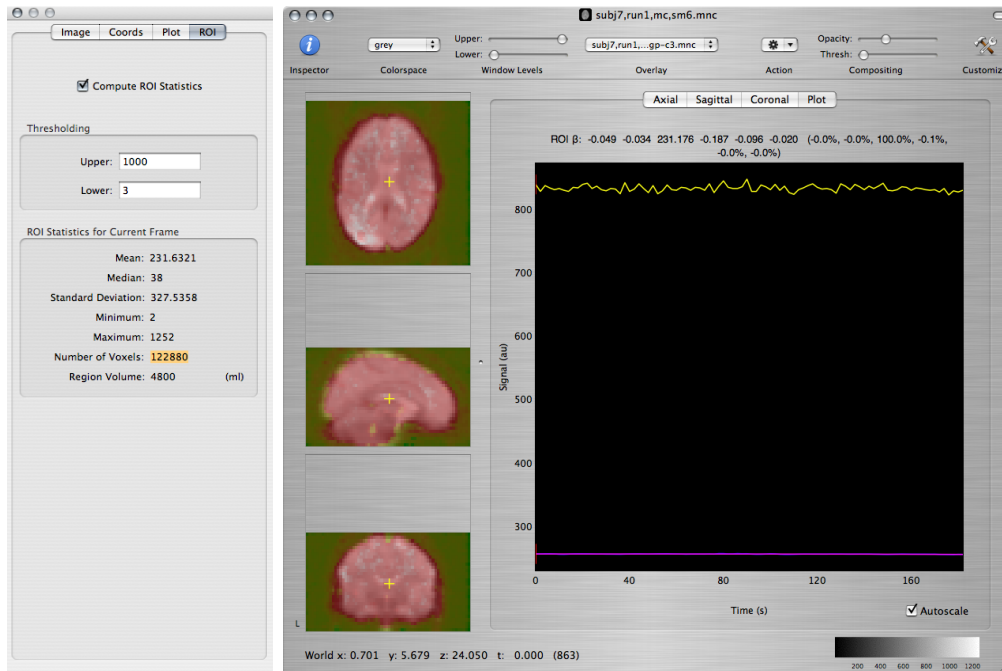 Image Coords Plot ROI
Compute ROI Statistics
Thresholding
Upper: 1000
Lower: 3
ROI Statistics for Current Frame
Mean: 231.6321
Median: 38
Standard Deviation: 327.5358
Minimum: 2
Maximum: 1252
Number of Voxels: 122880
Region Volume: 4800 (ml)
subj7,run1,mc,sm6.mnc
grey
Upper:
Lower:
subj7,run1,...gp-c3.mnc
Opacity:
Thresh:
Inspector Colorspace Window Levels Overlay Action Compositing Customiz
Axial Sagittal Coronal Plot
ROI β: -0.049 -0.034 231.176 -0.187 -0.096 -0.020 (-0.0%, -0.0%, 100.0%, -0.1%,
-0.0%, -0.0%)
800
700
600
500
400
300
Signal (au)
0 40 80 120 160
Time (s)
Autoscale
L
World x: 0.701 y: 5.679 z: 24.050 t: 0.000 (863)
200 400 600 800 1000 1200